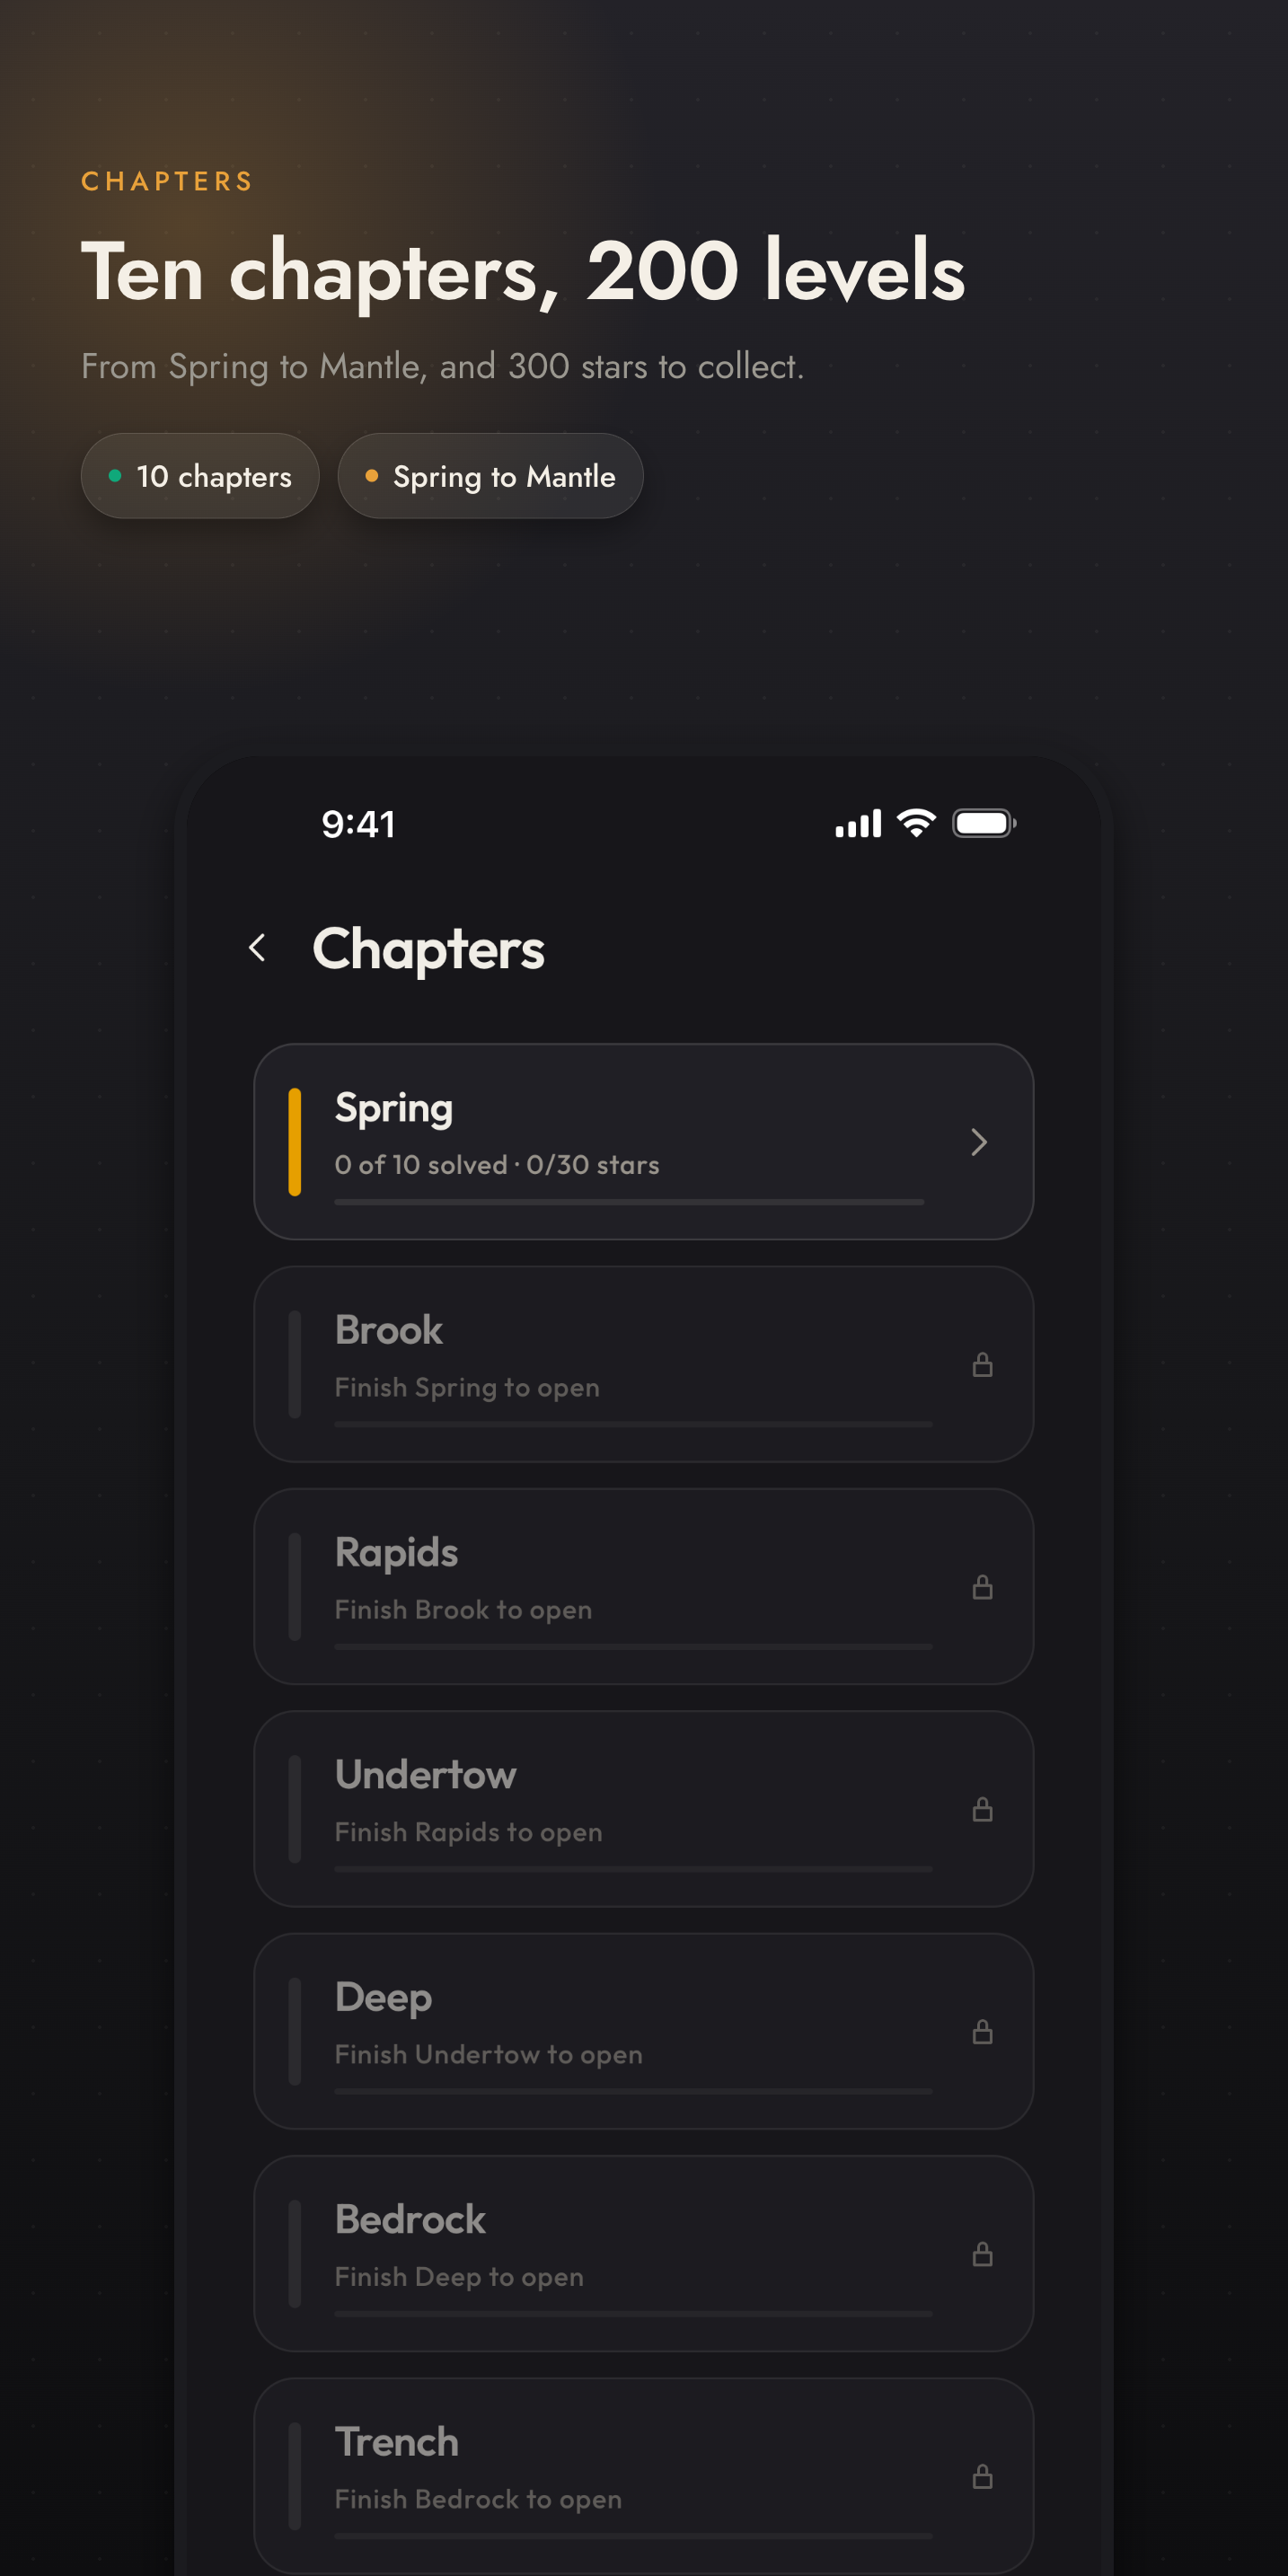 CHAPTERS
Ten chapters, 200 levels
From Spring to Mantle, and 300 stars to collect.
10 chapters
Spring to Mantle
9:41
Chapters
Spring
0 of 10 solved · 0/30 stars
Brook
Finish Spring to open
Rapids
Finish Brook to open
Undertow
Finish Rapids to open
Deep
Finish Undertow to open
Bedrock
Finish Deep to open
Trench
Finish Bedrock to open